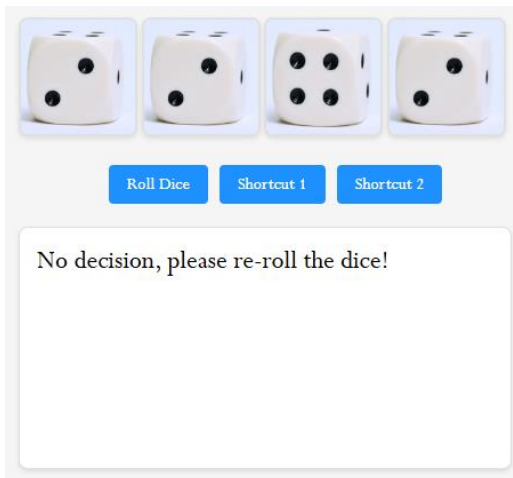 Roll Dice
Shortcut 1
Shortcut 2
No decision, please re-roll the dice!